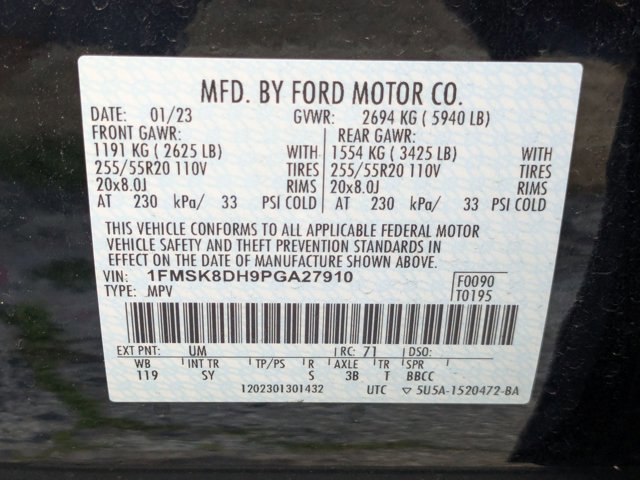 MFD. BY FORD MOTOR CO.
DATE: 01/23 GVWR: 2694 KG ( 5940 LB)
FRONT GAWR: REAR GAWR:
1191 KG ( 2625 LB) WITH 1554 KG ( 3425 LB) WITH
255/55R20 110V TIRES 255/55R20 110V TIRES
20x8.0J RIMS 20x8.0J RIMS
AT 230 kPa/ 33 PSI COLD AT 230 kPa/ 33 PSI COLD
THIS VEHICLE CONFORMS TO ALL APPLICABLE FEDERAL MOTOR
VEHICLE SAFETY AND THEFT PREVENTION STANDARDS IN
EFFECT ON THE DATE OF MANUFACTURE SHOWN ABOVE.
VIN: 1FMSK8DH9PGA27910 F0090
TYPE: MPV T0195
EXT PNT: UM RC: 71 DSO:
WB INT TR TP/PS R AXLE TR SPR
119 SY S 3B T BBCC
1202301301432 UTC 5U5A-1520472-BA